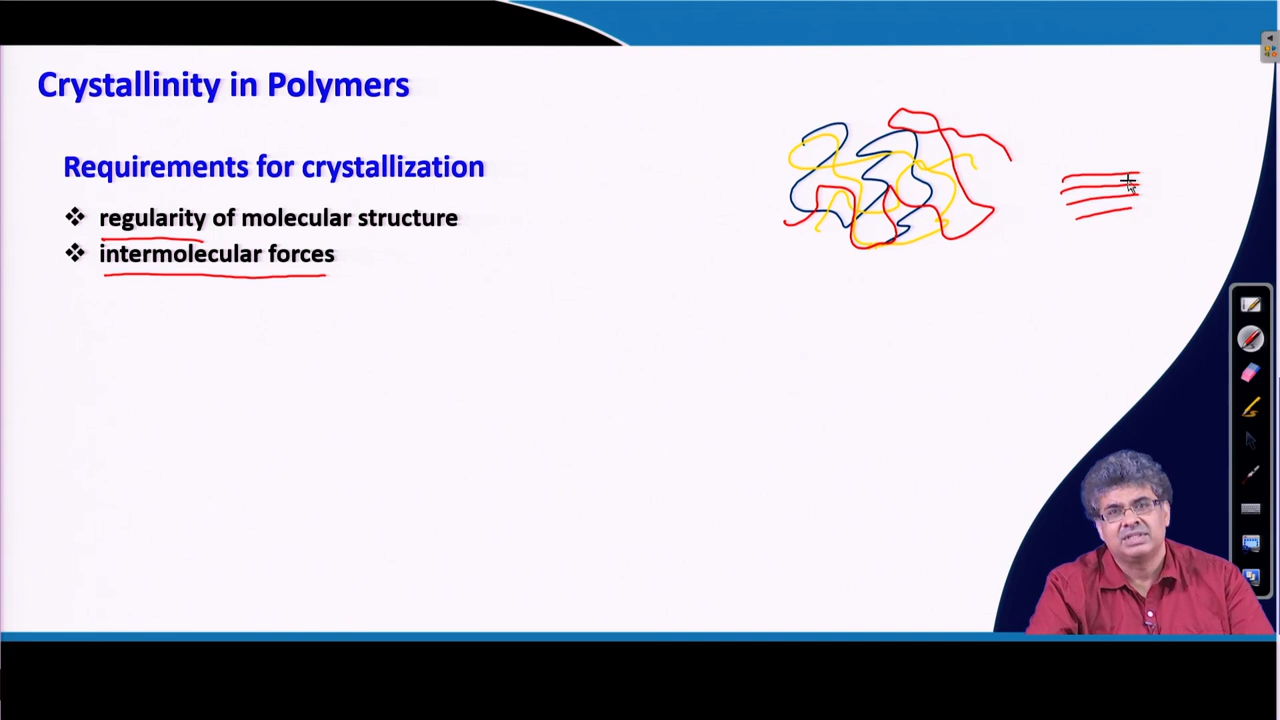 Crystallinity in Polymers
Requirements for crystallization
❖ regularity of molecular structure
❖ intermolecular forces